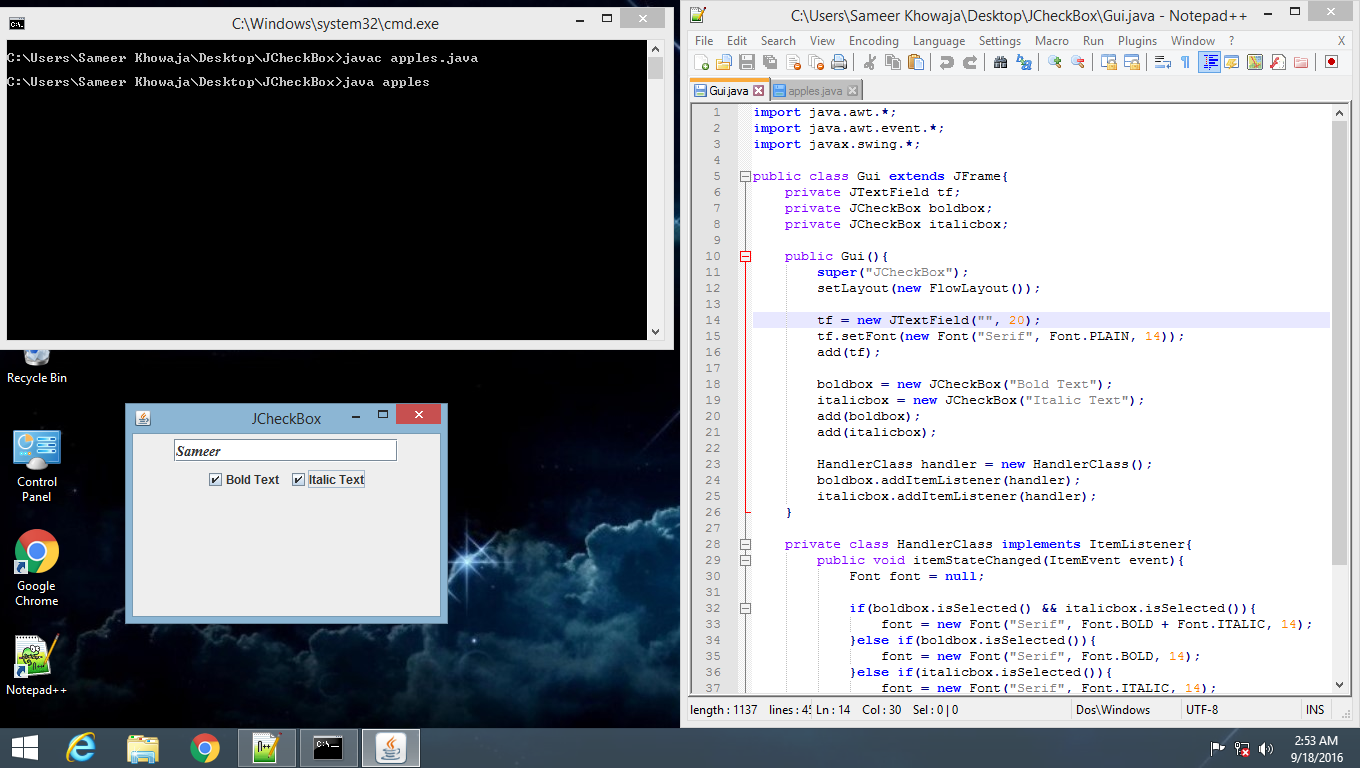 C:\Windows\system32\cmd.exe
C:\Users\Sameer Khowaja\Desktop\JCheckBox>javac apples.java
C:\Users\Sameer Khowaja\Desktop\JCheckBox>java apples
Recycle Bin
Control Panel
Google Chrome
Notepad++
JCheckBox
Sameer
Bold Text Italic Text
C:\Users\Sameer Khowaja\Desktop\JCheckBox\Gui.java - Notepad++
File Edit Search View Encoding Language Settings Macro Run Plugins Window ? X
Gui.java apples.java
1 import java.awt.*;
2 import java.awt.event.*;
3 import javax.swing.*;
4
5 public class Gui extends JFrame{
6 private JTextField tf;
7 private JCheckBox boldbox;
8 private JCheckBox italicbox;
9
10 public Gui(){
11 super("JCheckBox");
12 setLayout(new FlowLayout());
13
14 tf = new JTextField("", 20);
15 tf.setFont(new Font("Serif", Font.PLAIN, 14));
16 add(tf);
17
18 boldbox = new JCheckBox("Bold Text");
19 italicbox = new JCheckBox("Italic Text");
20 add(boldbox);
21 add(italicbox);
22
23 HandlerClass handler = new HandlerClass();
24 boldbox.addItemListener(handler);
25 italicbox.addItemListener(handler);
26 }
27
28 private class HandlerClass implements ItemListener{
29 public void itemStateChanged(ItemEvent event){
30 Font font = null;
31
32 if(boldbox.isSelected() && italicbox.isSelected()){
33 font = new Font("Serif", Font.BOLD + Font.ITALIC, 14);
34 }else if(boldbox.isSelected()){
35 font = new Font("Serif", Font.BOLD, 14);
36 }else if(italicbox.isSelected()){
37 font = new Font("Serif", Font.ITALIC, 14);
length : 1137 lines : 45 Ln : 14 Col : 30 Sel : 0 | 0 Dos\Windows UTF-8 INS
2:53 AM
9/18/2016